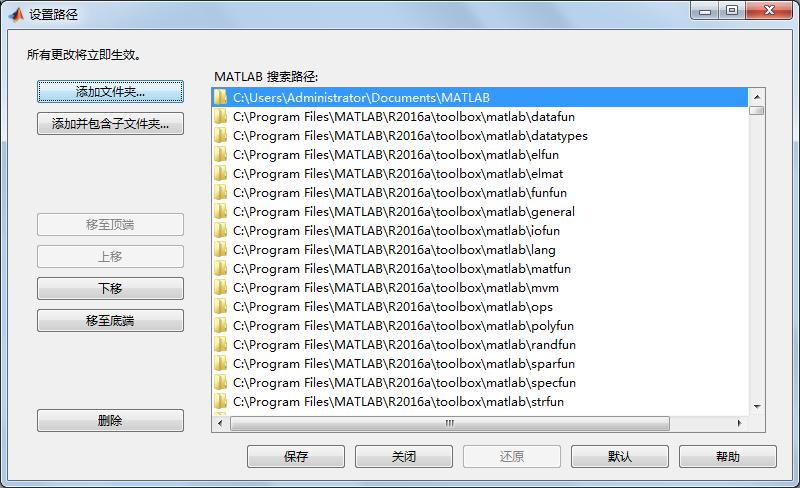 设置路径
所有更改将立即生效。
添加文件夹...
添加并包含子文件夹...
移至顶端
上移
下移
移至底端
删除
MATLAB 搜索路径:
C:\Users\Administrator\Documents\MATLAB
C:\Program Files\MATLAB\R2016a\toolbox\matlab\datafun
C:\Program Files\MATLAB\R2016a\toolbox\matlab\datatypes
C:\Program Files\MATLAB\R2016a\toolbox\matlab\elfun
C:\Program Files\MATLAB\R2016a\toolbox\matlab\elmat
C:\Program Files\MATLAB\R2016a\toolbox\matlab\funfun
C:\Program Files\MATLAB\R2016a\toolbox\matlab\general
C:\Program Files\MATLAB\R2016a\toolbox\matlab\iofun
C:\Program Files\MATLAB\R2016a\toolbox\matlab\lang
C:\Program Files\MATLAB\R2016a\toolbox\matlab\matfun
C:\Program Files\MATLAB\R2016a\toolbox\matlab\mvm
C:\Program Files\MATLAB\R2016a\toolbox\matlab\ops
C:\Program Files\MATLAB\R2016a\toolbox\matlab\polyfun
C:\Program Files\MATLAB\R2016a\toolbox\matlab\randfun
C:\Program Files\MATLAB\R2016a\toolbox\matlab\sparfun
C:\Program Files\MATLAB\R2016a\toolbox\matlab\specfun
C:\Program Files\MATLAB\R2016a\toolbox\matlab\strfun
保存
关闭
还原
默认
帮助